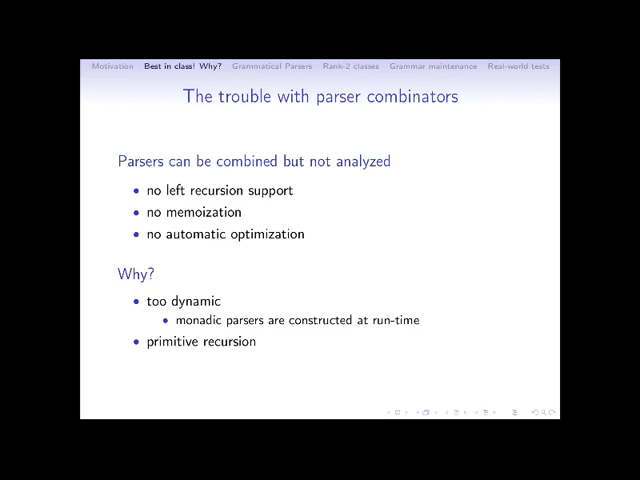 Motivation Best in class! Why? Grammatical Parsers Rank-2 classes Grammar maintenance Real-world tests
The trouble with parser combinators
Parsers can be combined but not analyzed
• no left recursion support
• no memoization
• no automatic optimization
Why?
• too dynamic
• monadic parsers are constructed at run-time
• primitive recursion